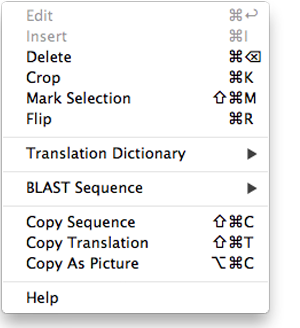 Edit ⌘↩
Insert ⌘I
Delete ⌘⌫
Crop ⌘K
Mark Selection ⇧⌘M
Flip ⌘R
Translation Dictionary ▶
BLAST Sequence ▶
Copy Sequence ⇧⌘C
Copy Translation ⇧⌘T
Copy As Picture ⌥⌘C
Help